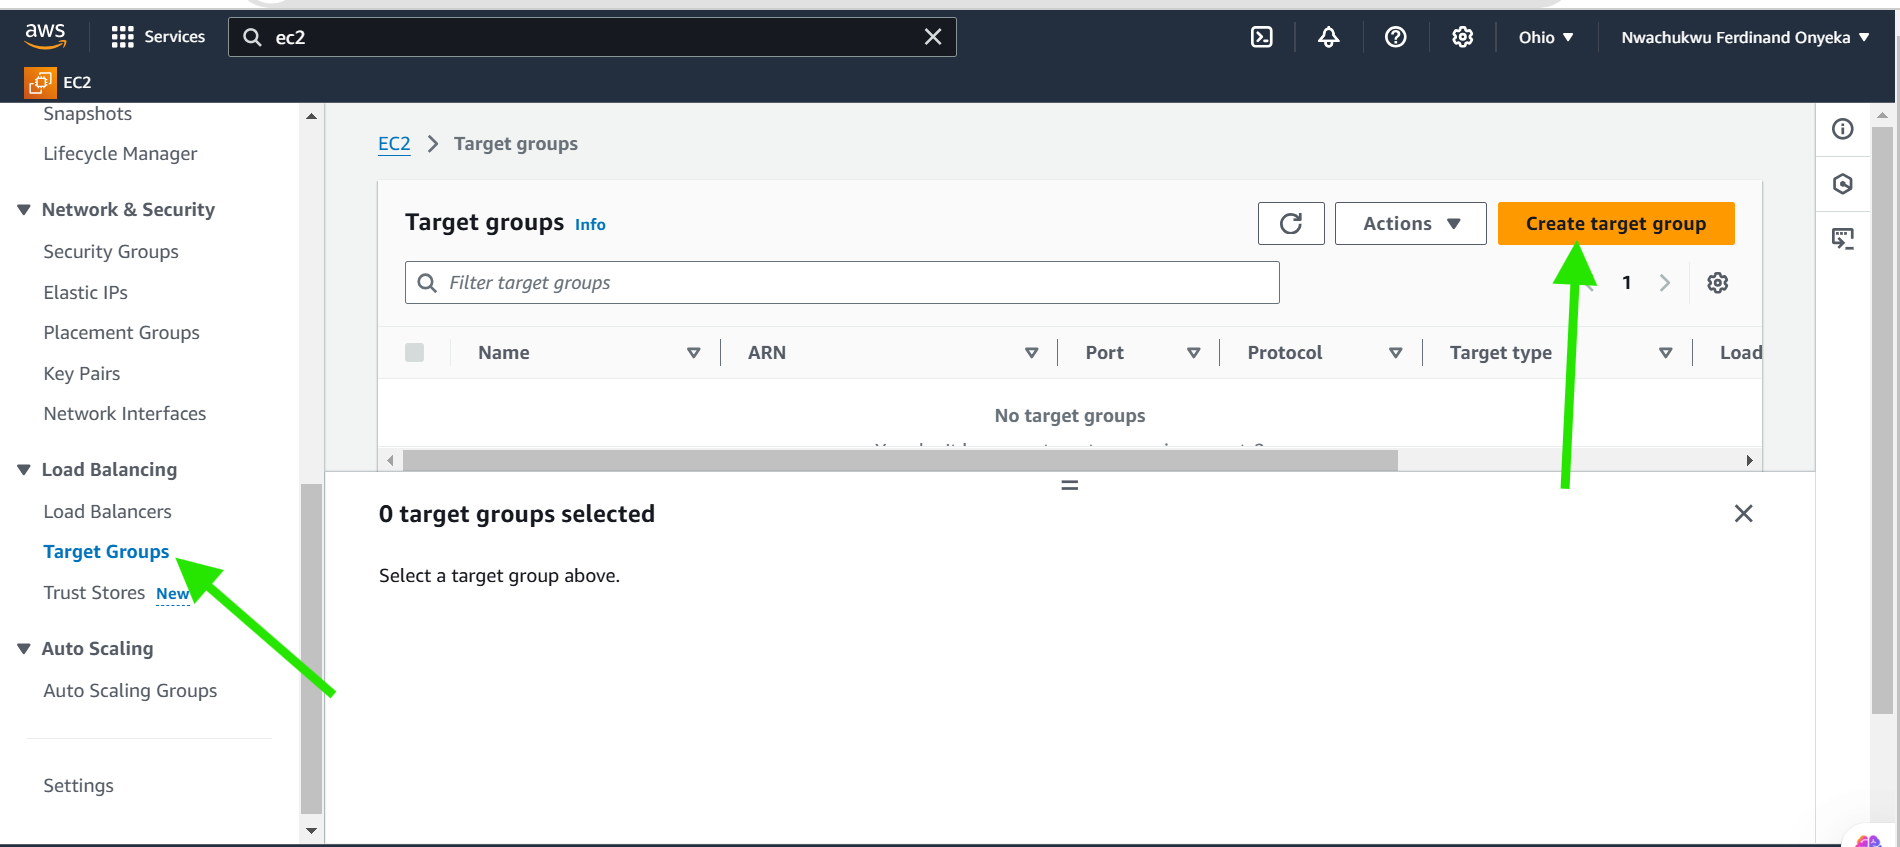 aws
Services
ec2
Ohio
Nwachukwu Ferdinand Onyeka
EC2
Snapshots
Lifecycle Manager
Network & Security
Security Groups
Elastic IPs
Placement Groups
Key Pairs
Network Interfaces
Load Balancing
Load Balancers
Target Groups
Trust Stores New
Auto Scaling
Auto Scaling Groups
Settings
EC2 > Target groups
Target groups Info
Actions
Create target group
Filter target groups
1
Name ARN Port Protocol Target type Load
No target groups
0 target groups selected
Select a target group above.